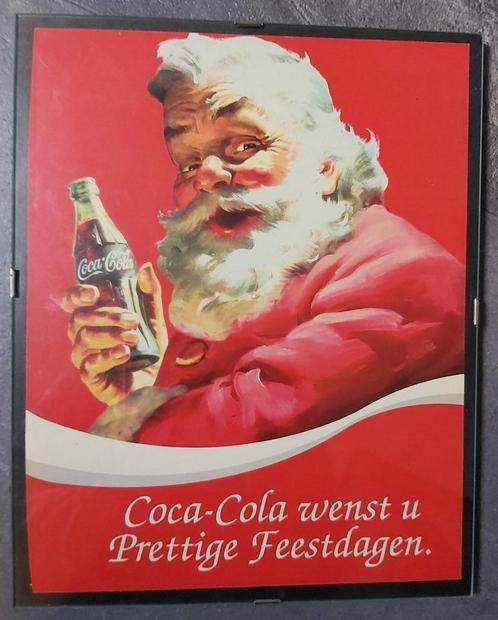 Coca-Cola
Coca-Cola wenst u
Prettige Feestdagen.